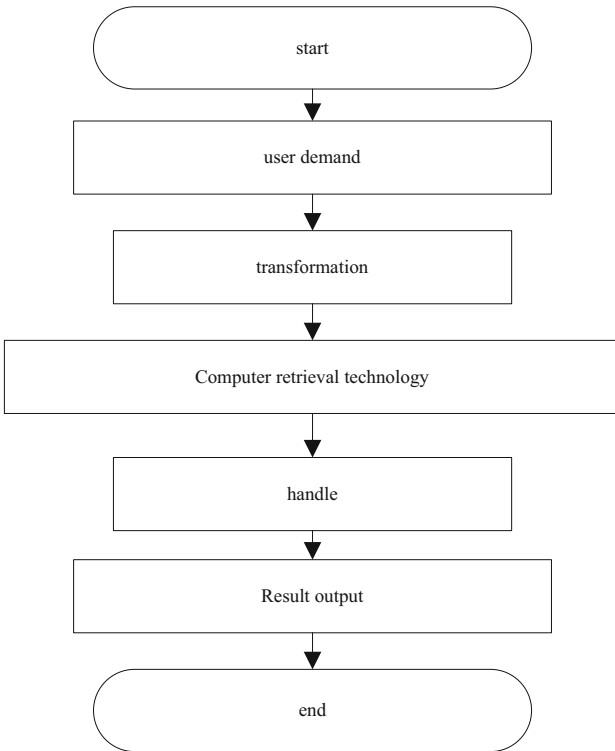 start
user demand
transformation
Computer retrieval technology
handle
Result output
end